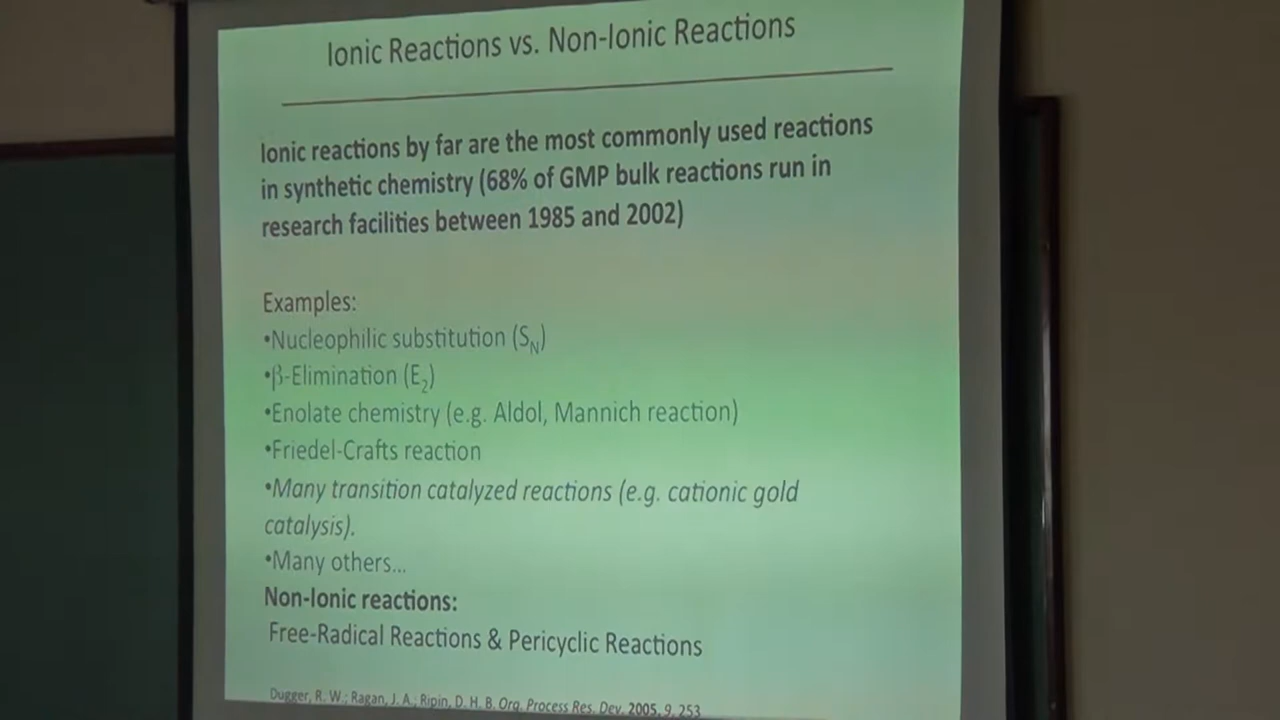 Ionic Reactions vs. Non-Ionic Reactions
Ionic reactions by far are the most commonly used reactions
in synthetic chemistry (68% of GMP bulk reactions run in
research facilities between 1985 and 2002)
Examples:
•Nucleophilic substitution (S_N)
•β-Elimination (E_2)
•Enolate chemistry (e.g. Aldol, Mannich reaction)
•Friedel-Crafts reaction
•Many transition catalyzed reactions (e.g. cationic gold
catalysis).
•Many others...
Non-Ionic reactions:
Free-Radical Reactions & Pericyclic Reactions
Dugger, R. W.; Ragan, J. A.; Ripin, D. H. B. Org. Process Res. Dev. 2005, 9, 253